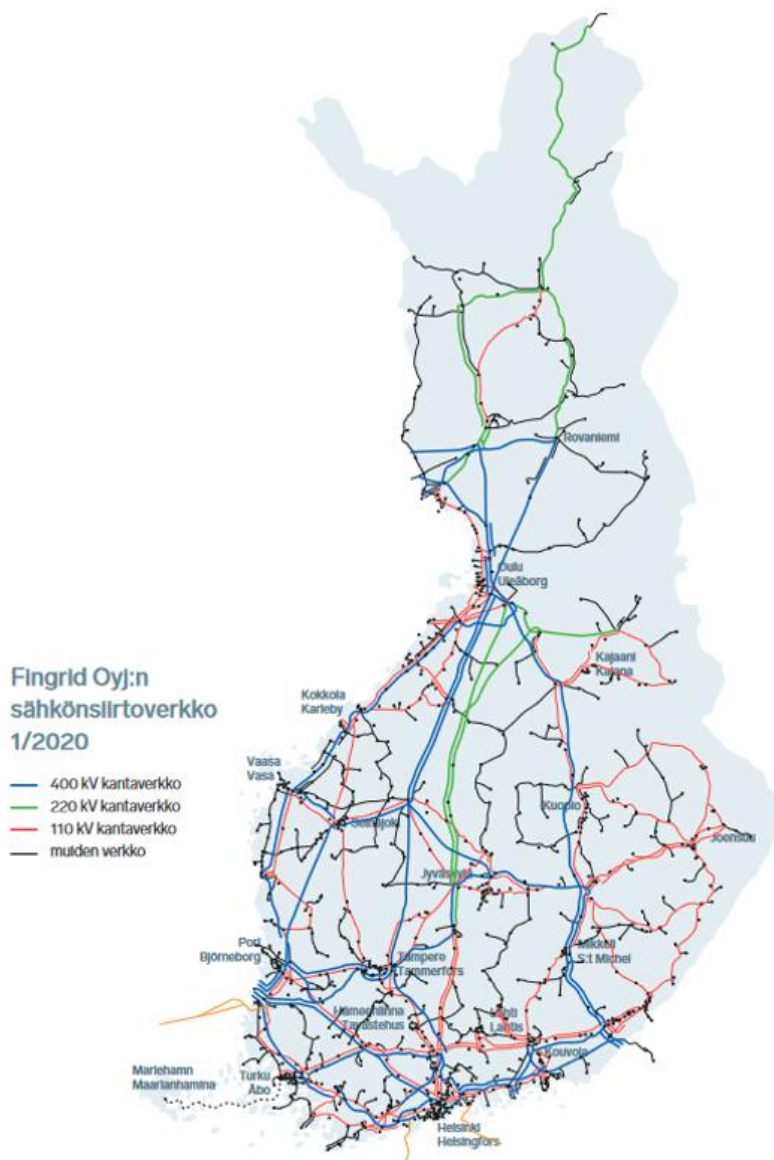 Rovaniemi
Oulu
Uleåborg
Kajaani
Kajana
Fingrid Oyj:n
sähkönsiirtoverkko
1/2020
Kokkola
Karleby
Vaasa
Vasa
400 kV kantaverkko
220 kV kantaverkko
110 kV kantaverkko
muiden verkko
Kuopio
Seinäjoki
Joensuu
Jyväskylä
Pori
Björneborg
Tampere
Tammerfors
Mikkeli
S:t Michel
Hämeenlinna
Tavastehus
Lahti
Lahtis
Kouvola
Mariehamn
Maarianhamina
Turku
Åbo
Helsinki
Helsingfors